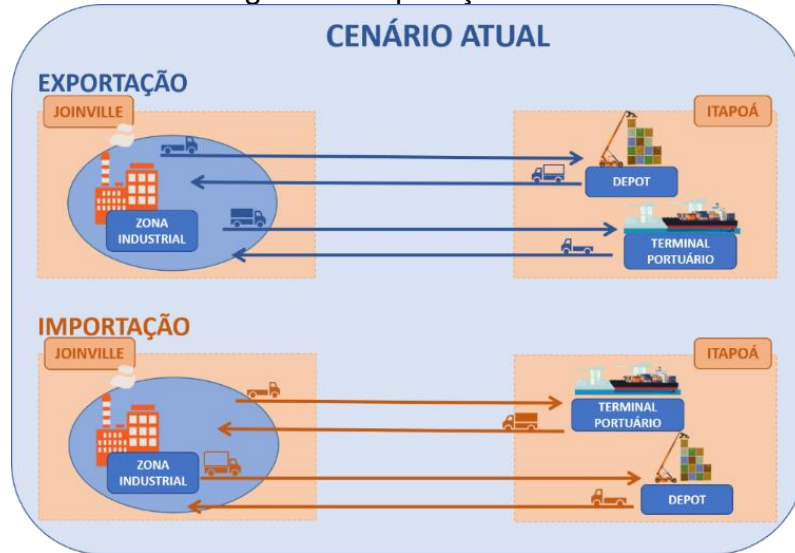 CENÁRIO ATUAL
EXPORTAÇÃO
JOINVILLE
ITAPOÁ
DEPOT
ZONA
INDUSTRIAL
TERMINAL
PORTUÁRIO
IMPORTAÇÃO
JOINVILLE
ITAPOÁ
TERMINAL
PORTUÁRIO
ZONA
INDUSTRIAL
DEPOT